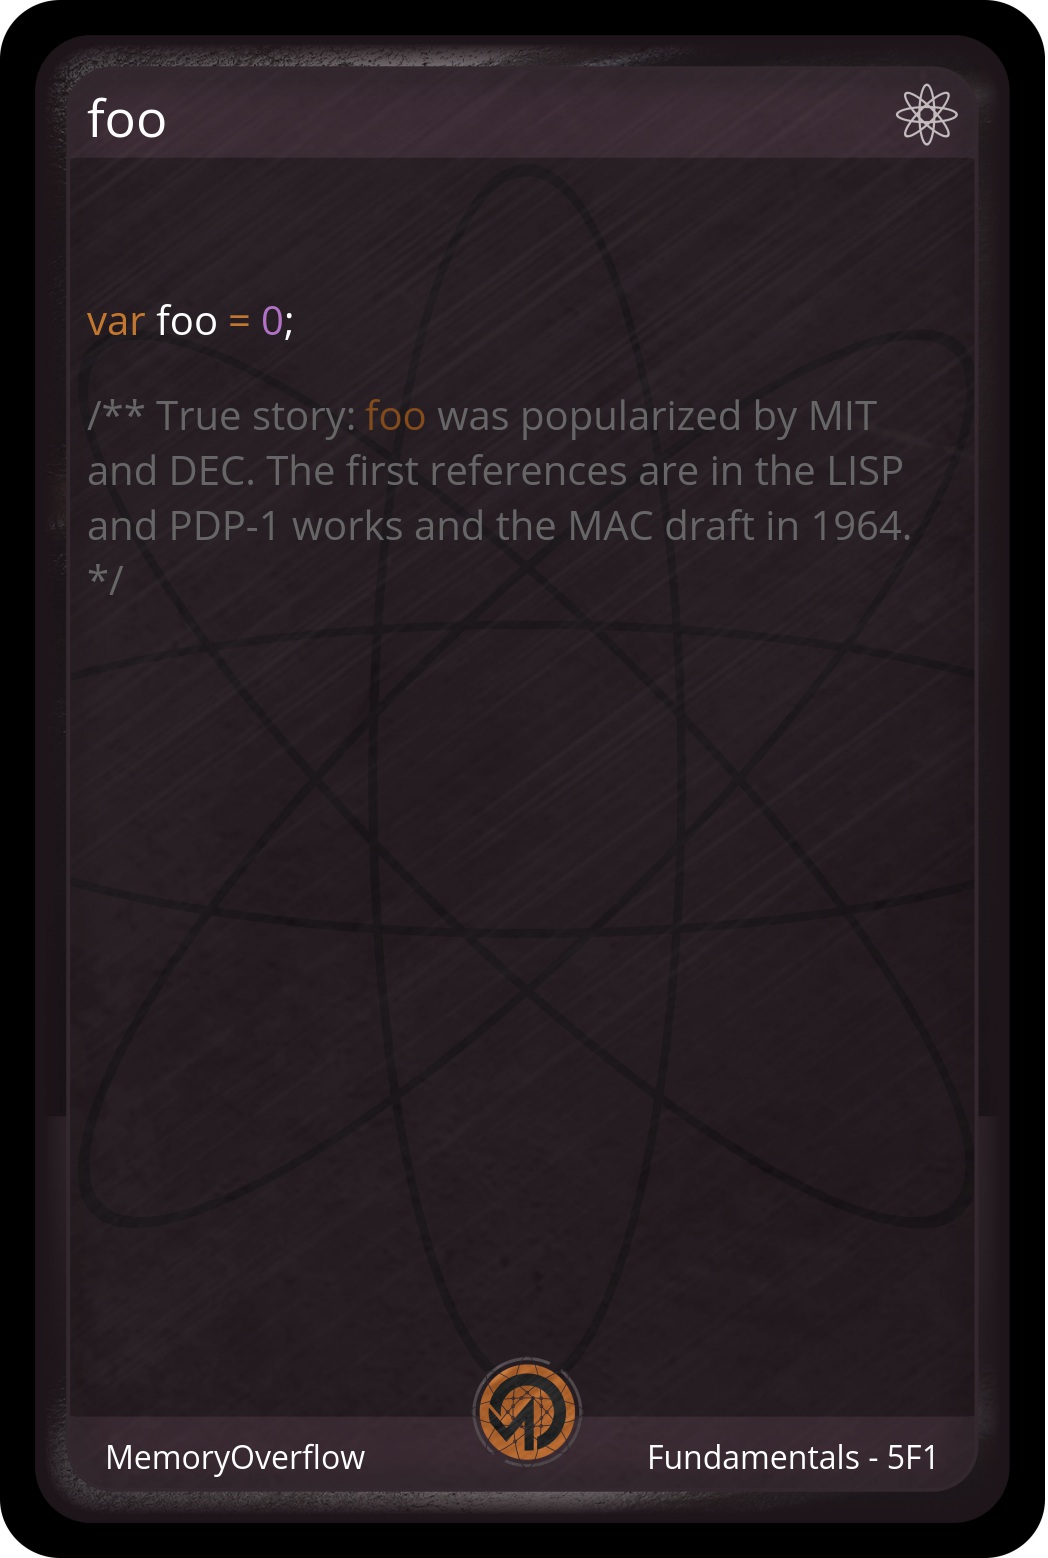 foo
var foo = 0;
/** True story: foo was popularized by MIT
and DEC. The first references are in the LISP
and PDP-1 works and the MAC draft in 1964.
*/
MemoryOverflow
Fundamentals - 5F1